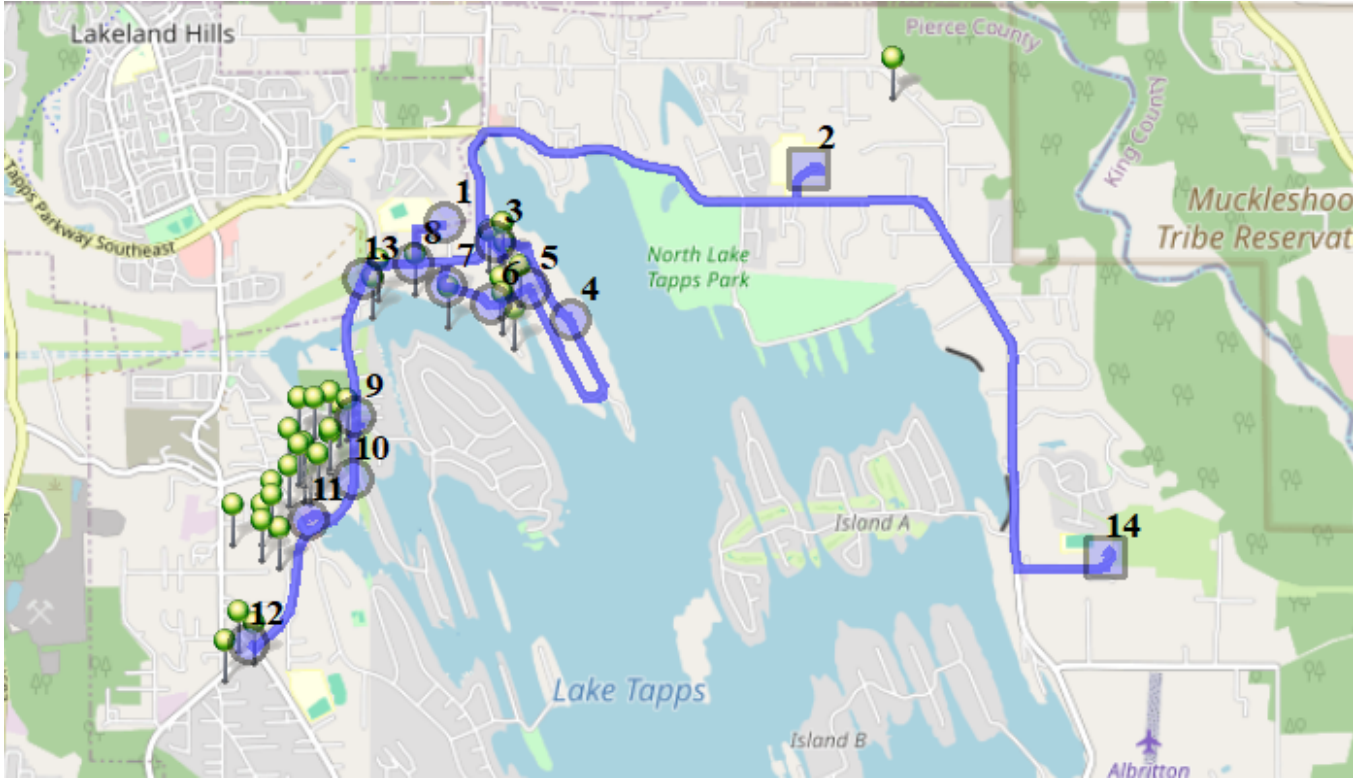 Lakeland Hills
Pierce County
King County
Muckleshoo
Tribe Reservat
Tapps Parkway Southeast
North Lake
Tapps Park
Island A
Lake Tapps
Island B
Albritton
1
2
3
4
5
6
7
8
13
9
10
11
12
14